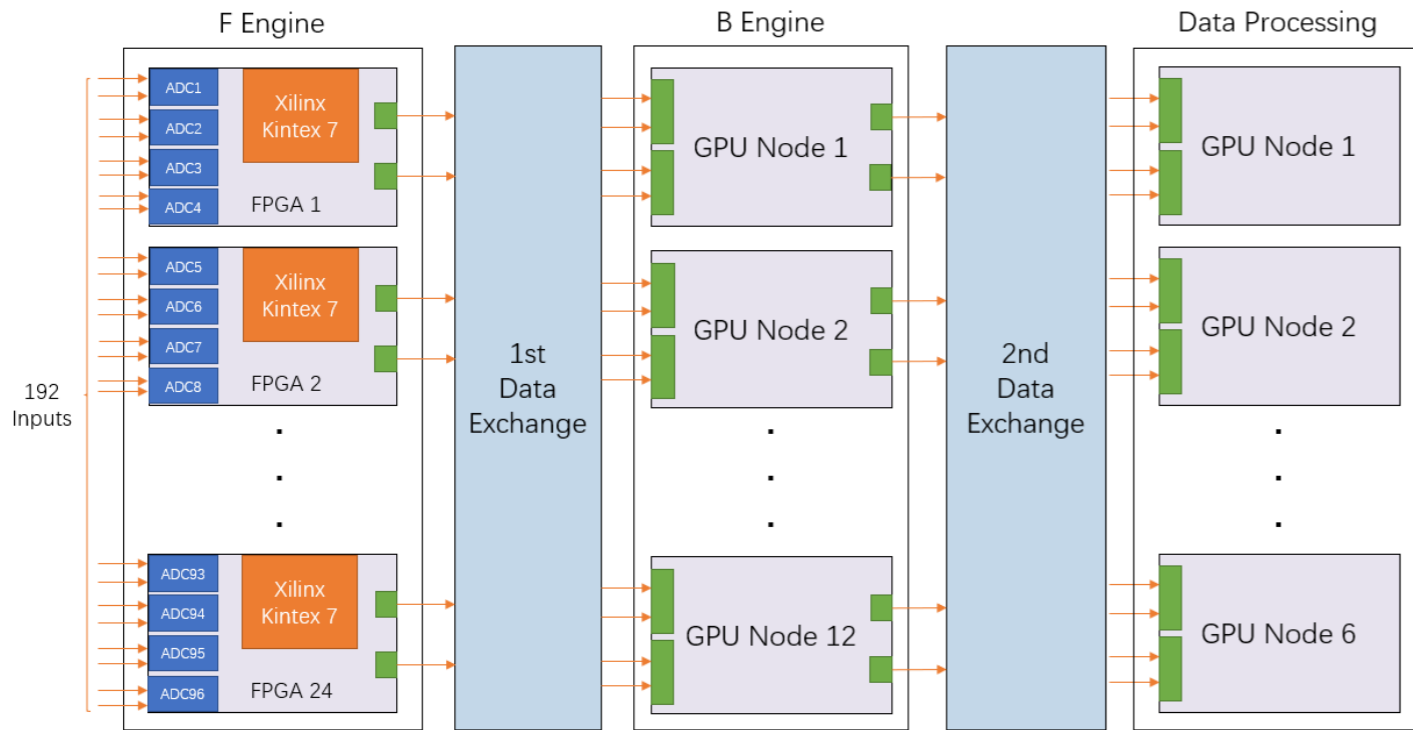 F Engine
B Engine
Data Processing
192
Inputs
ADC1
ADC2
ADC3
ADC4
Xilinx
Kintex 7
FPGA 1
ADC5
ADC6
ADC7
ADC8
Xilinx
Kintex 7
FPGA 2
ADC93
ADC94
ADC95
ADC96
Xilinx
Kintex 7
FPGA 24
1st
Data
Exchange
GPU Node 1
GPU Node 2
GPU Node 12
2nd
Data
Exchange
GPU Node 1
GPU Node 2
GPU Node 6